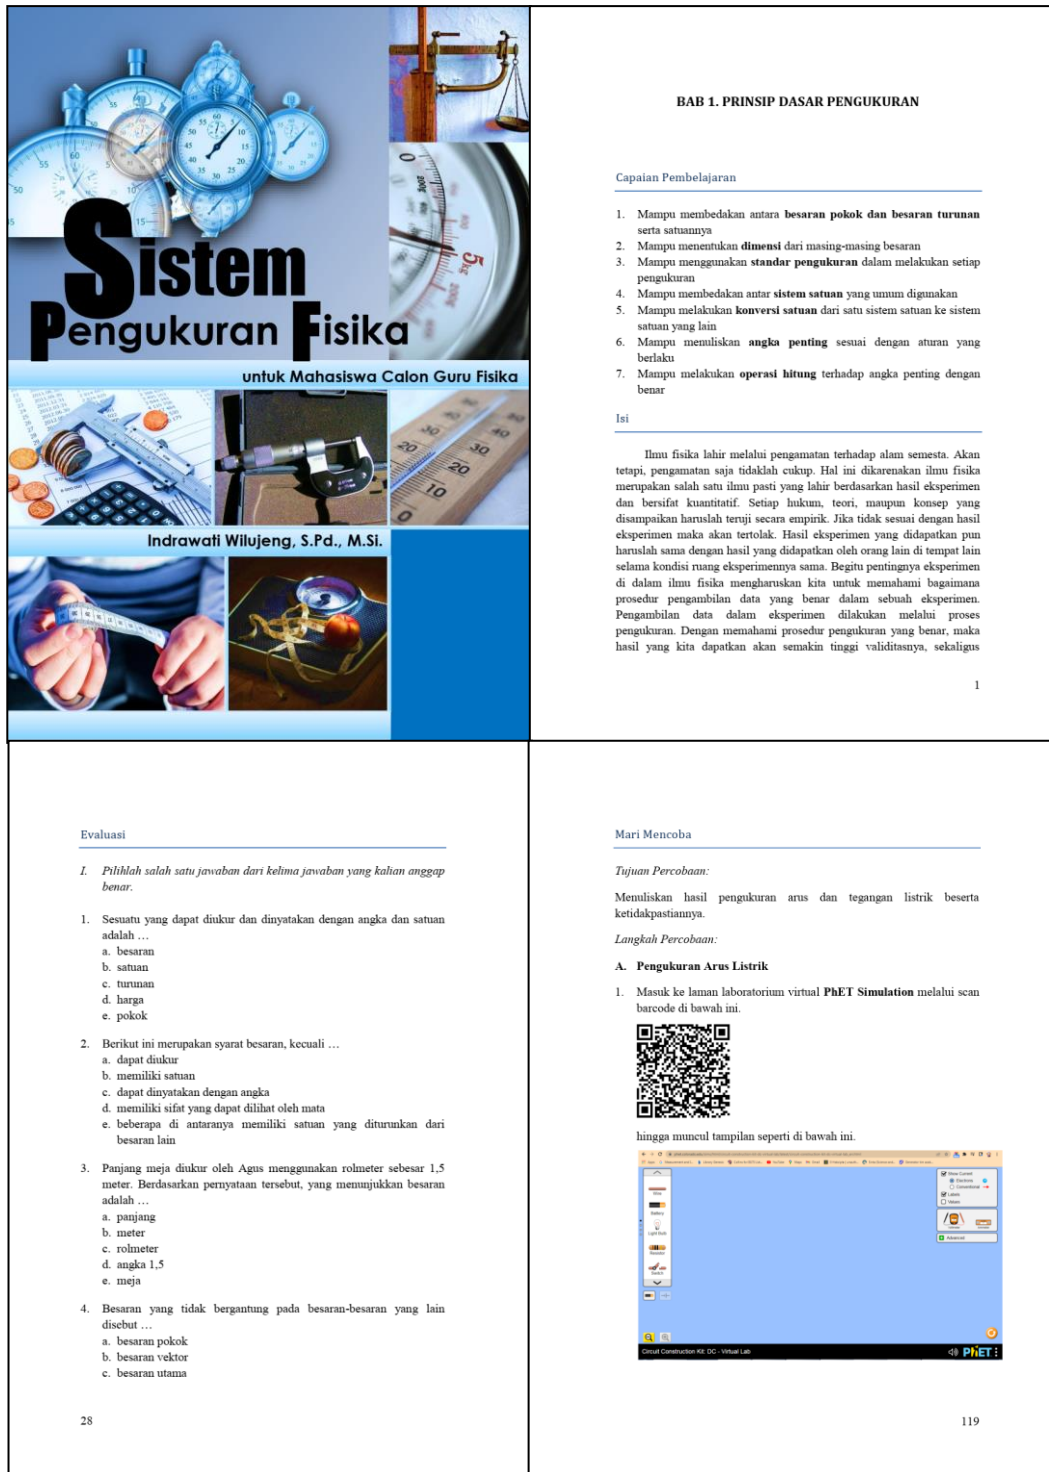 Sistem
Pengukuran Fisika
untuk Mahasiswa Calon Guru Fisika
Indrawati Wilujeng, S.Pd., M.Si.
BAB 1. PRINSIP DASAR PENGUKURAN
Capaian Pembelajaran
1. Mampu membedakan antara besaran pokok dan besaran turunan
serta satuannya
2. Mampu menentukan dimensi dari masing-masing besaran
3. Mampu menggunakan standar pengukuran dalam melakukan setiap
pengukuran
4. Mampu membedakan antar sistem satuan yang umum digunakan
5. Mampu melakukan konversi satuan dari satu sistem satuan ke sistem
satuan yang lain
6. Mampu menuliskan angka penting sesuai dengan aturan yang
berlaku
7. Mampu melakukan operasi hitung terhadap angka penting dengan
benar
Isi
Ilmu fisika lahir melalui pengamatan terhadap alam semesta. Akan
tetapi, pengamatan saja tidaklah cukup. Hal ini dikarenakan ilmu fisika
merupakan salah satu ilmu pasti yang lahir berdasarkan hasil eksperimen
dan bersifat kuantitatif. Setiap hukum, teori, maupun konsep yang
disampaikan haruslah teruji secara empirik. Jika tidak sesuai dengan hasil
eksperimen maka akan tertolak. Hasil eksperimen yang didapatkan pun
haruslah sama dengan hasil yang didapatkan oleh orang lain di tempat lain
selama kondisi ruang eksperimennya sama. Begitu pentingnya eksperimen
di dalam ilmu fisika mengharuskan kita untuk memahami bagaimana
prosedur pengambilan data yang benar dalam sebuah eksperimen.
Pengambilan data dalam eksperimen dilakukan melalui proses
pengukuran. Dengan memahami prosedur pengukuran yang benar, maka
hasil yang kita dapatkan akan semakin tinggi validitasnya, sekaligus
1
Evaluasi
I. Pilihlah salah satu jawaban dari kelima jawaban yang kalian anggap
benar.
1. Sesuatu yang dapat diukur dan dinyatakan dengan angka dan satuan
adalah …
a. besaran
b. satuan
c. turunan
d. harga
e. pokok
2. Berikut ini merupakan syarat besaran, kecuali …
a. dapat diukur
b. memiliki satuan
c. dapat dinyatakan dengan angka
d. memiliki sifat yang dapat dilihat oleh mata
e. beberapa di antaranya memiliki satuan yang diturunkan dari
besaran lain
3. Panjang meja diukur oleh Agus menggunakan rolmeter sebesar 1,5
meter. Berdasarkan pernyataan tersebut, yang menunjukkan besaran
adalah …
a. panjang
b. meter
c. rolmeter
d. angka 1,5
e. meja
4. Besaran yang tidak bergantung pada besaran-besaran yang lain
disebut …
a. besaran pokok
b. besaran vektor
c. besaran utama
28
Mari Mencoba
Tujuan Percobaan:
Menuliskan hasil pengukuran arus dan tegangan listrik beserta
ketidakpastiannya.
Langkah Percobaan:
A. Pengukuran Arus Listrik
1. Masuk ke laman laboratorium virtual PhET Simulation melalui scan
barcode di bawah ini.
hingga muncul tampilan seperti di bawah ini.
Wire
Battery
Light Bulb
Resistor
Switch
Show Current
Electrons
Conventional
Labels
Values
Advanced
Circuit Construction Kit: DC - Virtual Lab
PhET
119